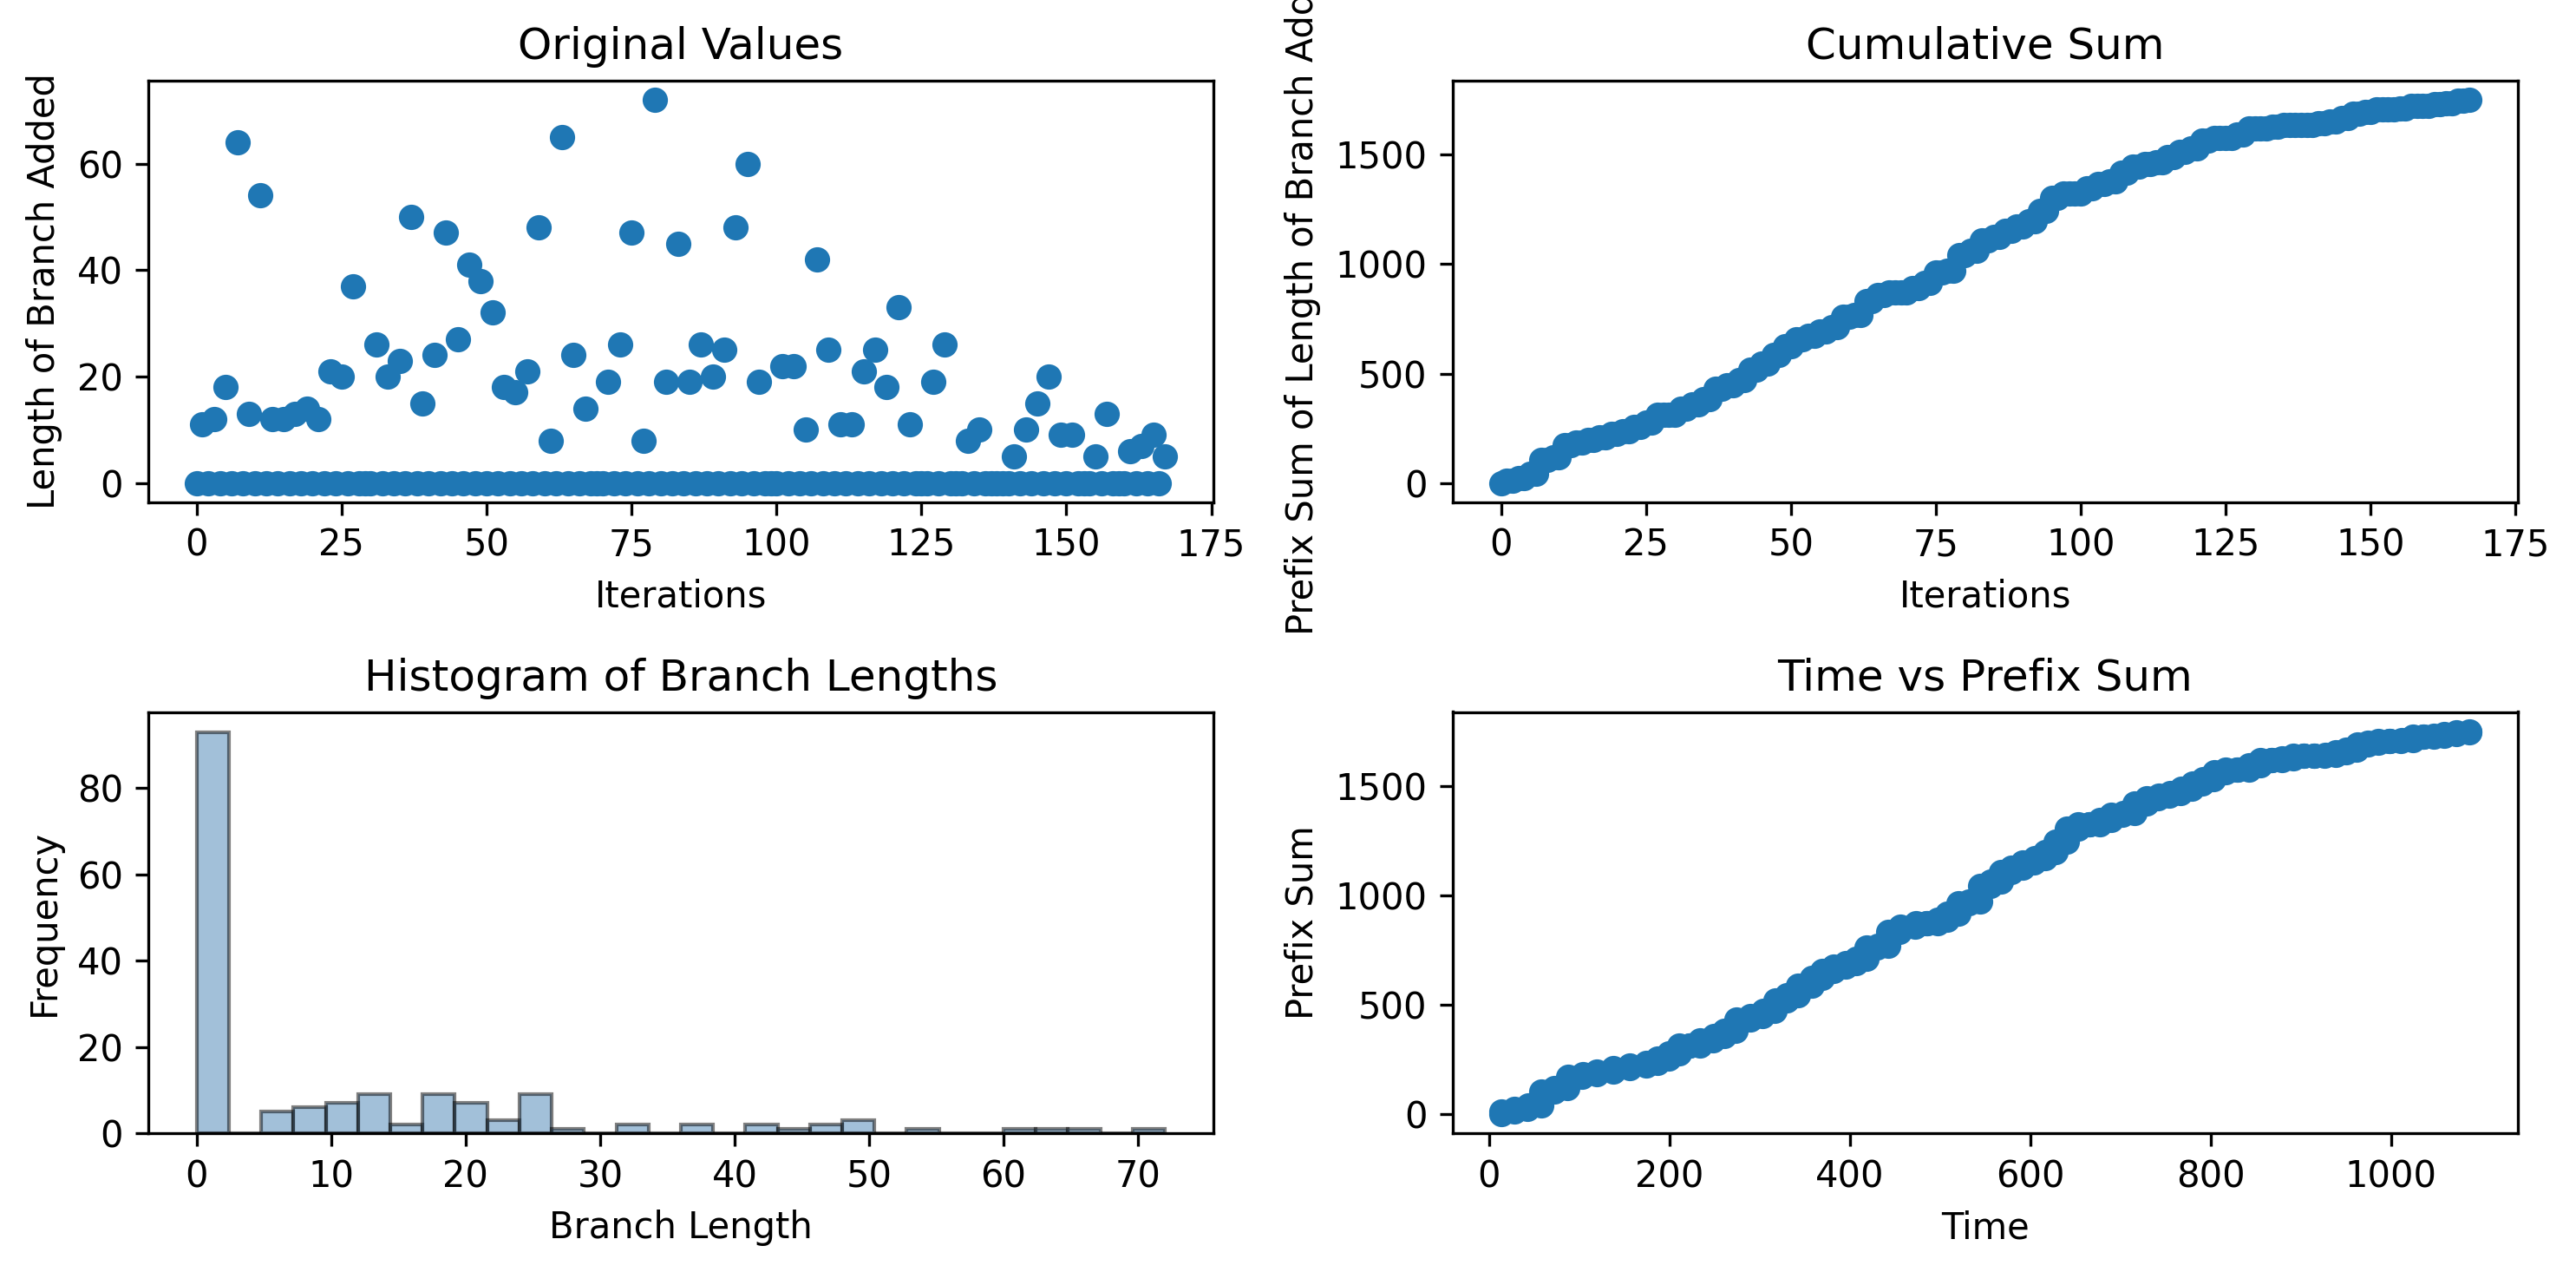 Original Values
Length of Branch Added
60
40
20
0
0 25 50 75 100 125 150 175
Iterations
Cumulative Sum
Prefix Sum of Length of Branch
1500
1000
500
0
0 25 50 75 100 125 150 175
Iterations
Histogram of Branch Lengths
Frequency
80
60
40
20
0
0 10 20 30 40 50 60 70
Branch Length
Time vs Prefix Sum
Prefix Sum
1500
1000
500
0
0 200 400 600 800 1000
Time